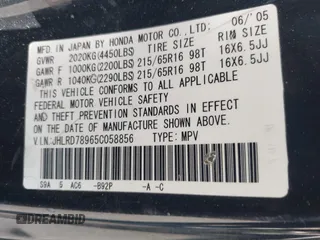 MFD. IN JAPAN BY HONDA MOTOR CO., LTD. 06/'05
GVWR 2020KG(4450LBS) TIRE SIZE RIM SIZE
GAWR F 1000KG(2200LBS) 215/65R16 98T 16X6.5JJ
GAWR R 1040KG(2290LBS) 215/65R16 98T 16X6.5JJ
THIS VEHICLE CONFORMS TO ALL APPLICABLE
FEDERAL MOTOR VEHICLE SAFETY STANDARDS IN
EFFECT ON THE DATE OF MANUFACTURE SHOWN ABOVE.
V.I.N:JHLRD78965C058856 TYPE: MPV
S9A 5 AC6 -B92P -A -C
DREAMBID